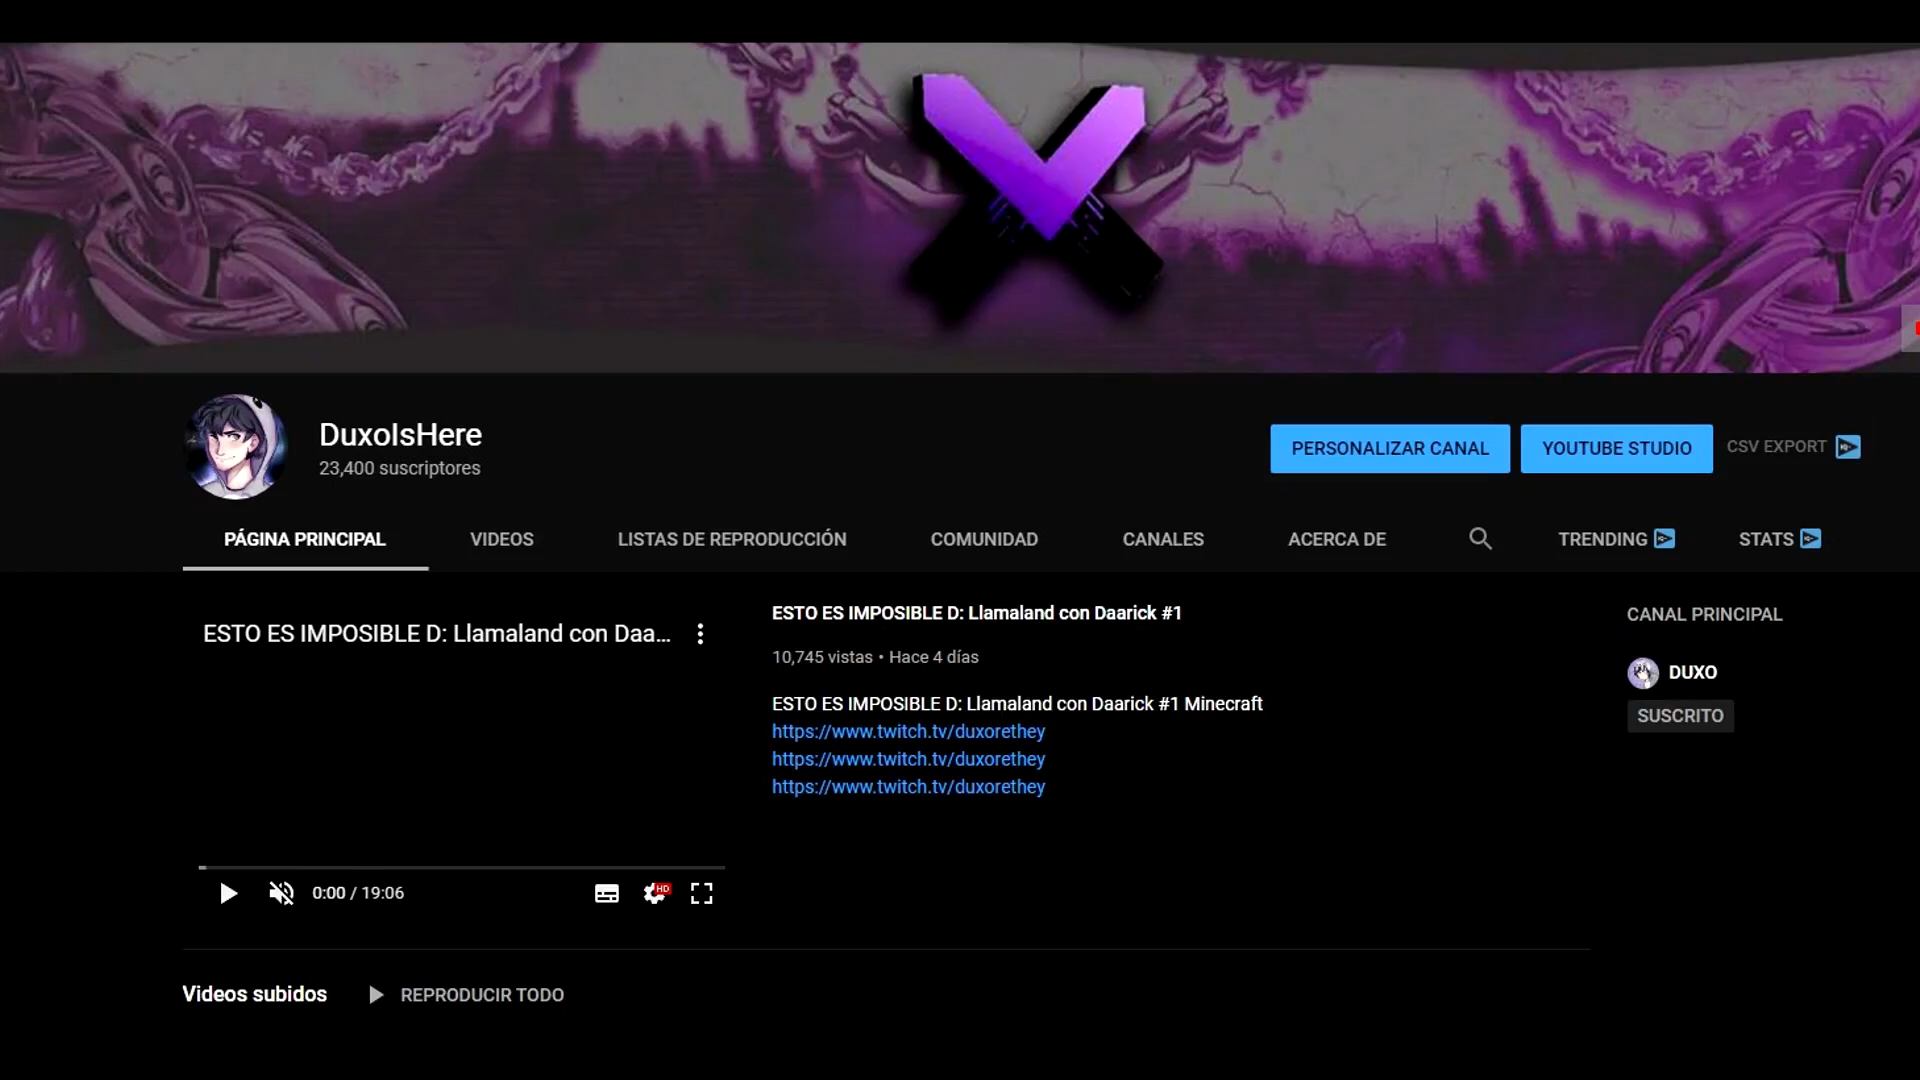 DuxoIsHere
23,400 suscriptores
PERSONALIZAR CANAL
YOUTUBE STUDIO
CSV EXPORT
PÁGINA PRINCIPAL
VIDEOS
LISTAS DE REPRODUCCIÓN
COMUNIDAD
CANALES
ACERCA DE
TRENDING
STATS
ESTO ES IMPOSIBLE D: Llamaland con Daa...
ESTO ES IMPOSIBLE D: Llamaland con Daarick #1
10,745 vistas • Hace 4 días
ESTO ES IMPOSIBLE D: Llamaland con Daarick #1 Minecraft
https://www.twitch.tv/duxorethey
https://www.twitch.tv/duxorethey
https://www.twitch.tv/duxorethey
CANAL PRINCIPAL
DUXO
SUSCRITO
0:00 / 19:06
HD
Videos subidos
REPRODUCIR TODO